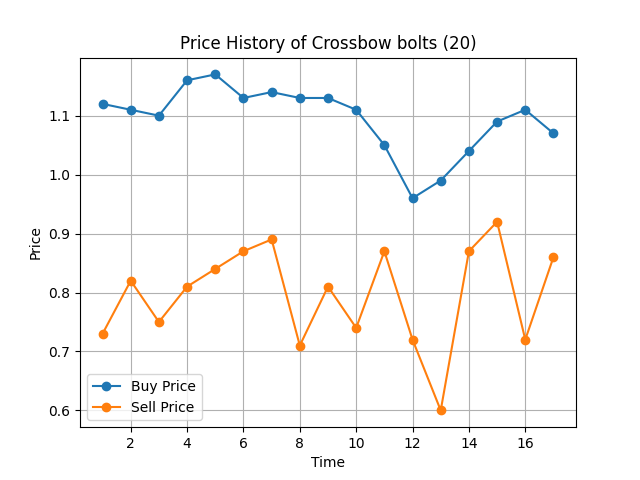 Price History of Crossbow bolts (20)
1.1
1.0
0.9
0.8
0.7
0.6
Price
Buy Price
Sell Price
2 4 6 8 10 12 14 16
Time